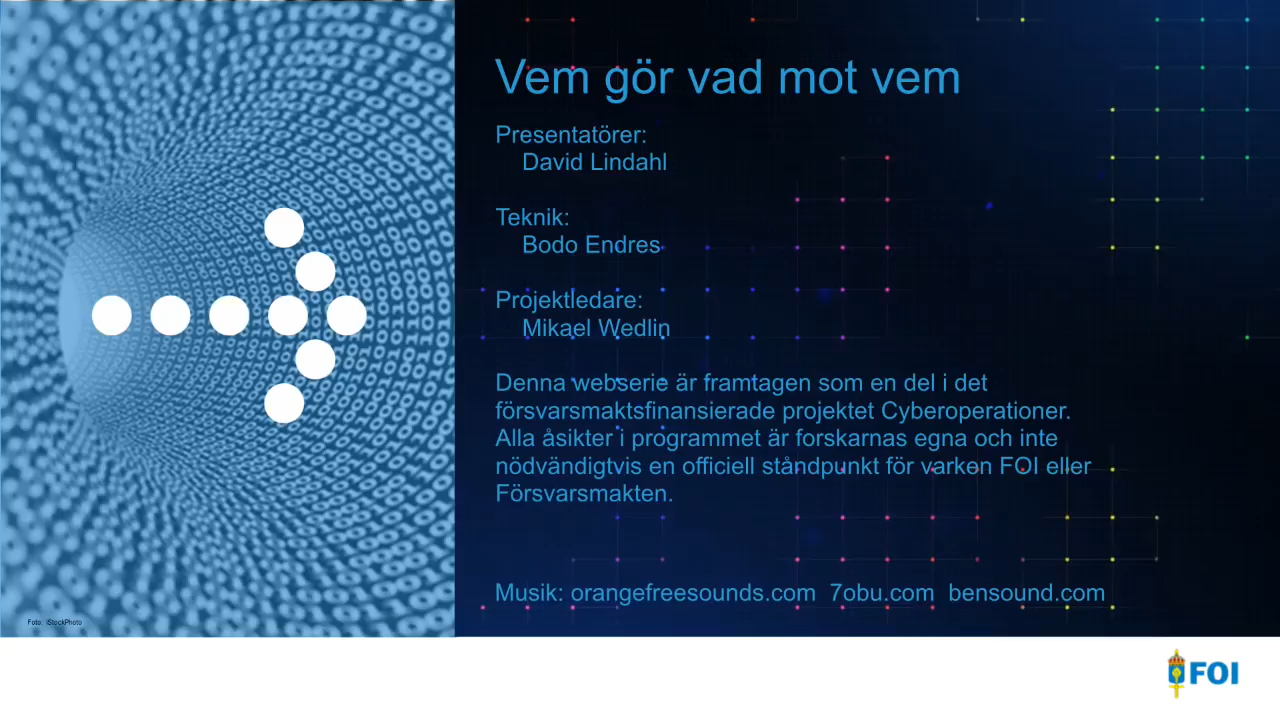 Vem gör vad mot vem
Presentatörer:
David Lindahl
Teknik:
Bodo Endres
Projektledare:
Mikael Wedlin
Denna webserie är framtagen som en del i det
försvarsmaktsfinansierade projektet Cyberoperationer.
Alla åsikter i programmet är forskarnas egna och inte
nödvändigtvis en officiell ståndpunkt för varken FOI eller
Försvarsmakten.
Musik: orangefreesounds.com 7obu.com bensound.com
Foto: iStockPhoto
FOI